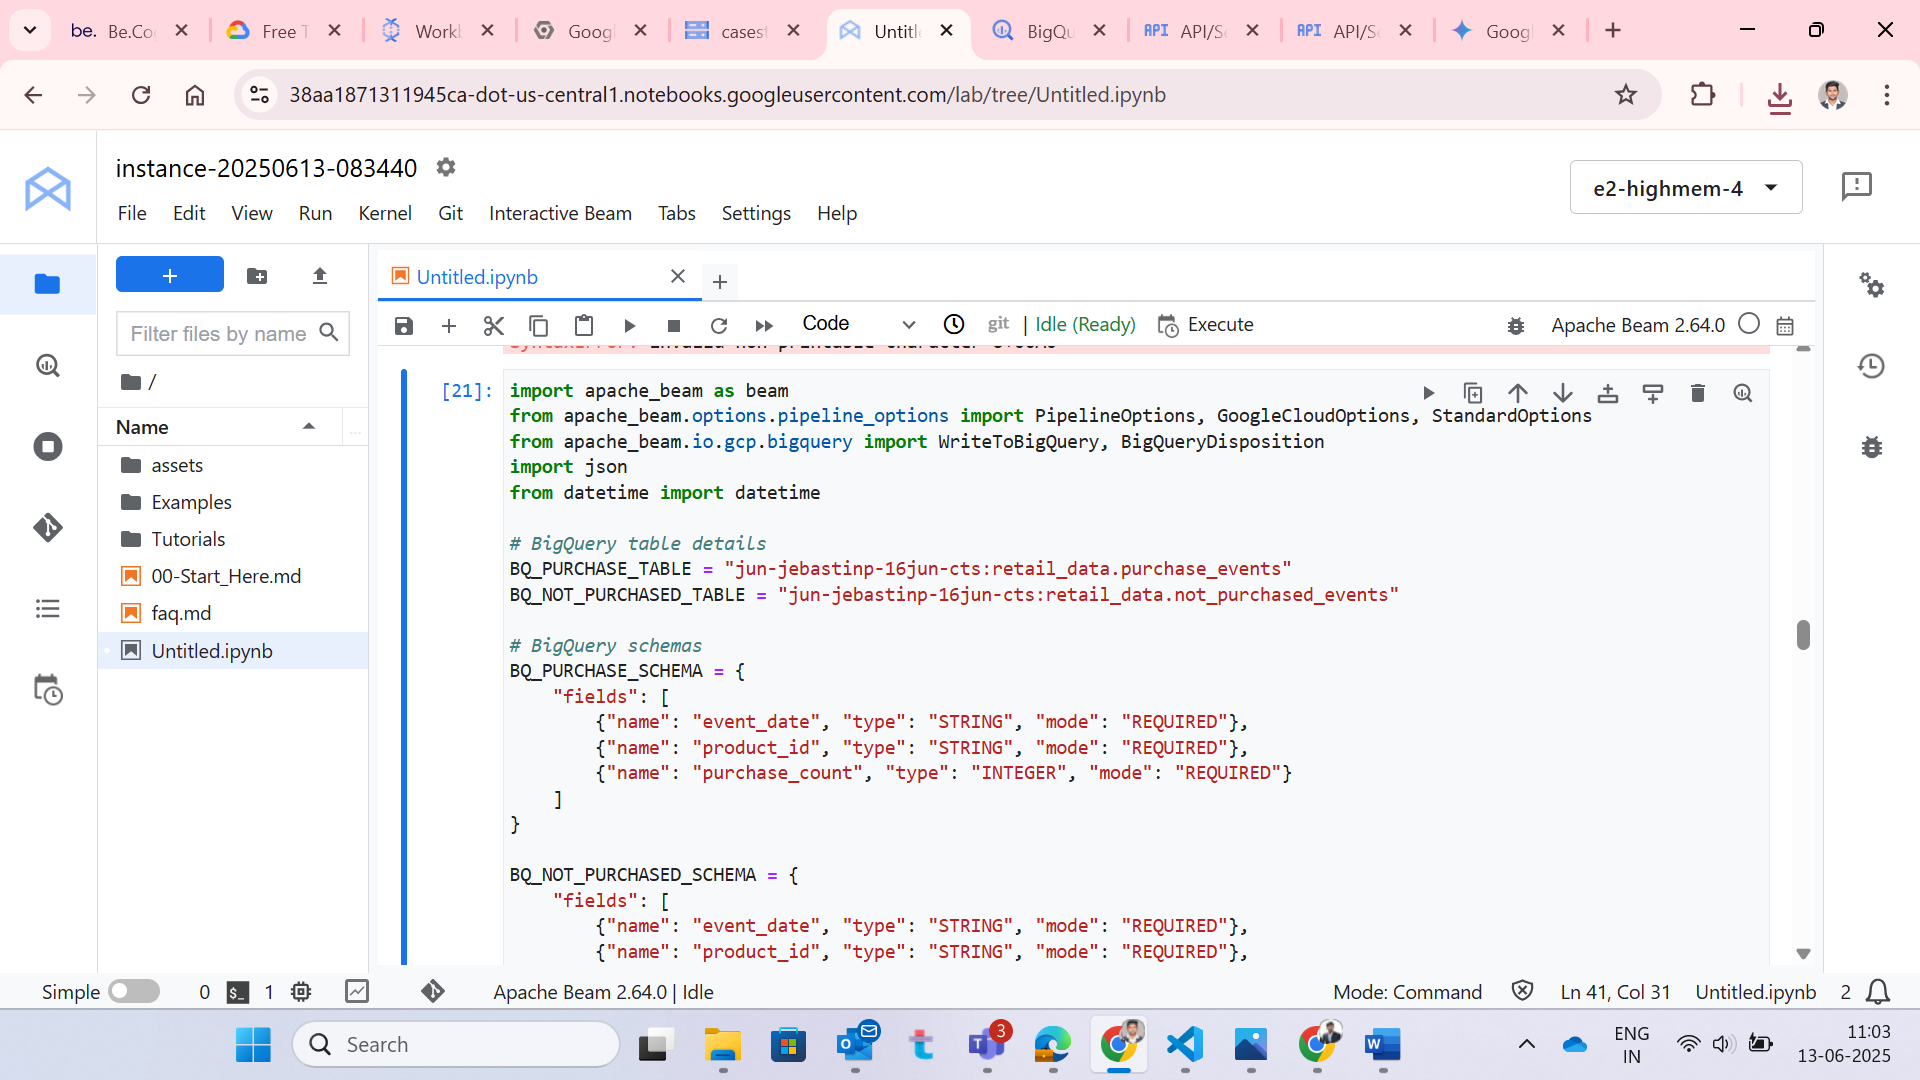 be. Be.Co
Free T
Work
Googl
casest
Untitle
BigQu
API API/Se
API API/Se
Googl
38aa1871311945ca-dot-us-central1.notebooks.googleusercontent.com/lab/tree/Untitled.ipynb
instance-20250613-083440
e2-highmem-4
File Edit View Run Kernel Git Interactive Beam Tabs Settings Help
Untitled.ipynb
Filter files by name
/
Name
assets
Examples
Tutorials
00-Start_Here.md
faq.md
Untitled.ipynb
Code
git | Idle (Ready) Execute
Apache Beam 2.64.0
[21]:
import apache_beam as beam
from apache_beam.options.pipeline_options import PipelineOptions, GoogleCloudOptions, StandardOptions
from apache_beam.io.gcp.bigquery import WriteToBigQuery, BigQueryDisposition
import json
from datetime import datetime
# BigQuery table details
BQ_PURCHASE_TABLE = "jun-jebastinp-16jun-cts:retail_data.purchase_events"
BQ_NOT_PURCHASED_TABLE = "jun-jebastinp-16jun-cts:retail_data.not_purchased_events"
# BigQuery schemas
BQ_PURCHASE_SCHEMA = {
"fields": [
{"name": "event_date", "type": "STRING", "mode": "REQUIRED"},
{"name": "product_id", "type": "STRING", "mode": "REQUIRED"},
{"name": "purchase_count", "type": "INTEGER", "mode": "REQUIRED"}
]
}
BQ_NOT_PURCHASED_SCHEMA = {
"fields": [
{"name": "event_date", "type": "STRING", "mode": "REQUIRED"},
{"name": "product_id", "type": "STRING", "mode": "REQUIRED"},
Simple 0 $_ 1 Apache Beam 2.64.0 | Idle Mode: Command Ln 41, Col 31 Untitled.ipynb 2
Search
3
ENG
IN
11:03
13-06-2025